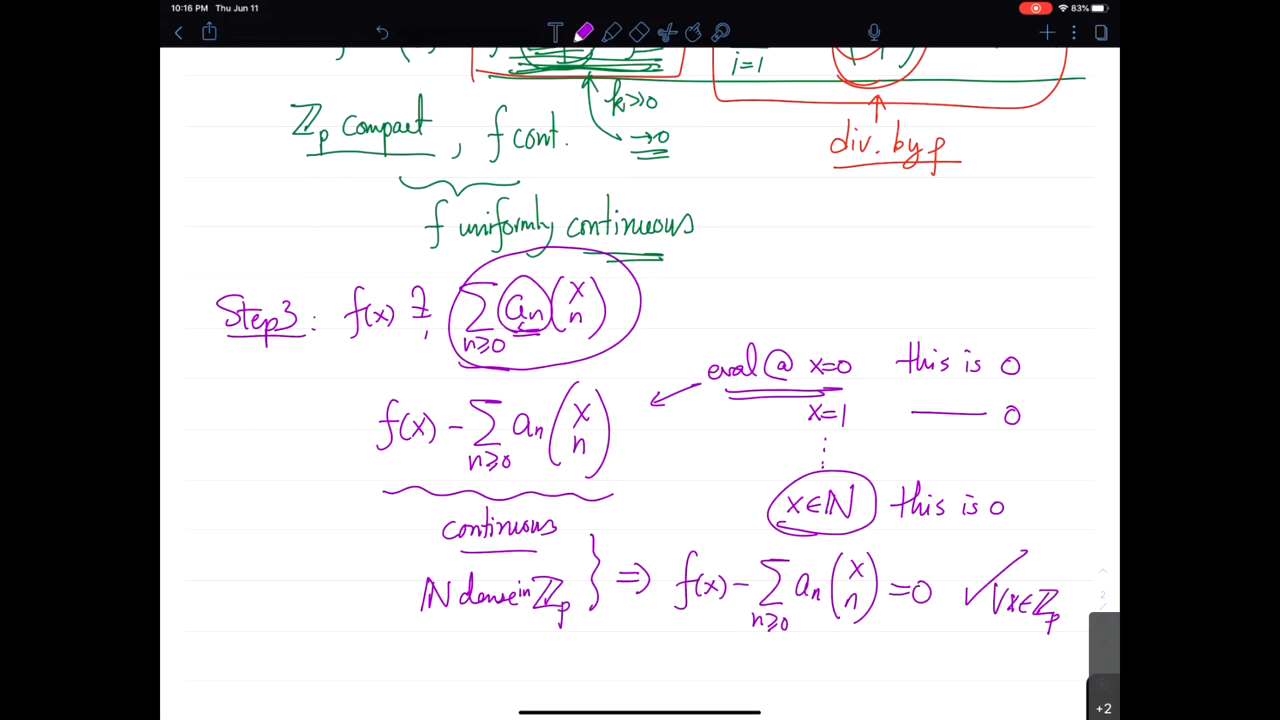 10:16 PM Thu Jun 11
83%
i=1
k≫0
ℤp compact, f cont.
→0
div. by p
f uniformly continuous
Step3: f(x) ?= ∑n≥0 an (x n)
eval @ x=0 this is 0
x=1 —— 0
f(x) - ∑n≥0 an (x n)
⋮
x∈ℕ this is 0
continuous
ℕ dense in ℤp } ⇒ f(x) - ∑n≥0 an (x n) = 0 ✓ ∀x∈ℤp
2
+2